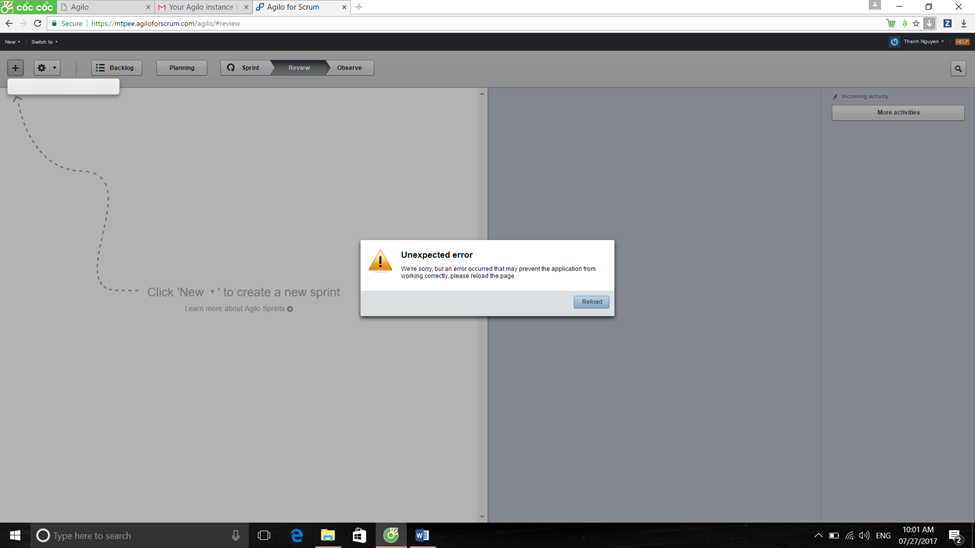 cốc cốc
Agilo
Your Agilo instance s
Agilo for Scrum
Secure
https://mtpee.agiloforscrum.com/agilo/#review
New
Switch to
Thanh Nguyen
HELP
Backlog
Planning
Sprint
Review
Observe
Incoming activity
More activities
Unexpected error
We're sorry, but an error occurred that may prevent the application from
working correctly, please reload the page.
Reload
Click 'New ▾' to create a new sprint
Learn more about Agilo Sprints
Type here to search
ENG
10:01 AM
07/27/2017
2